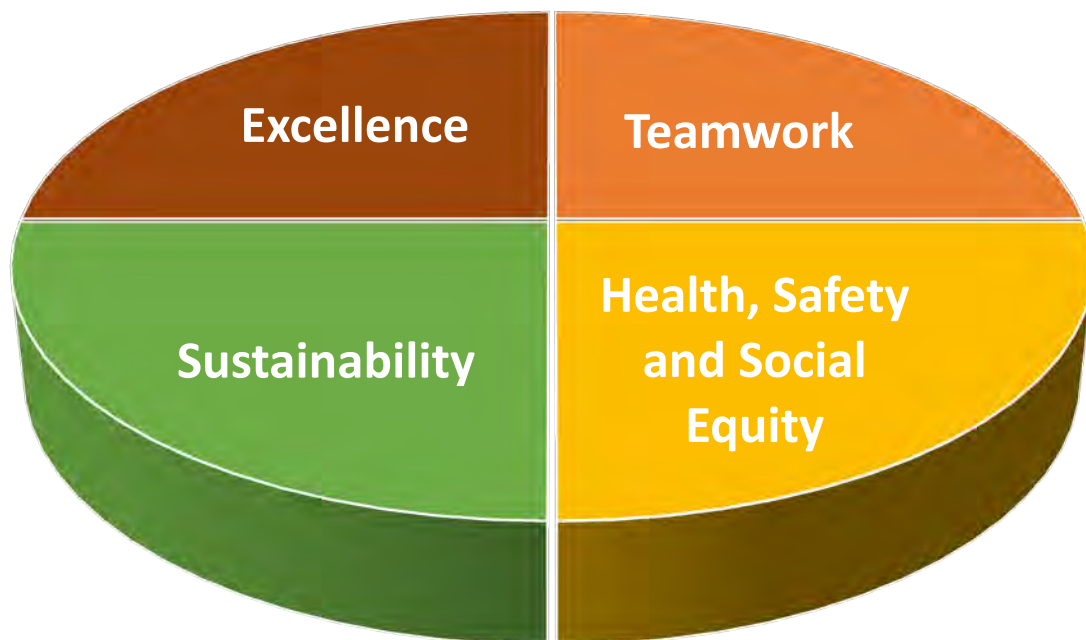 Excellence
Teamwork
Sustainability
Health, Safety
and Social
Equity